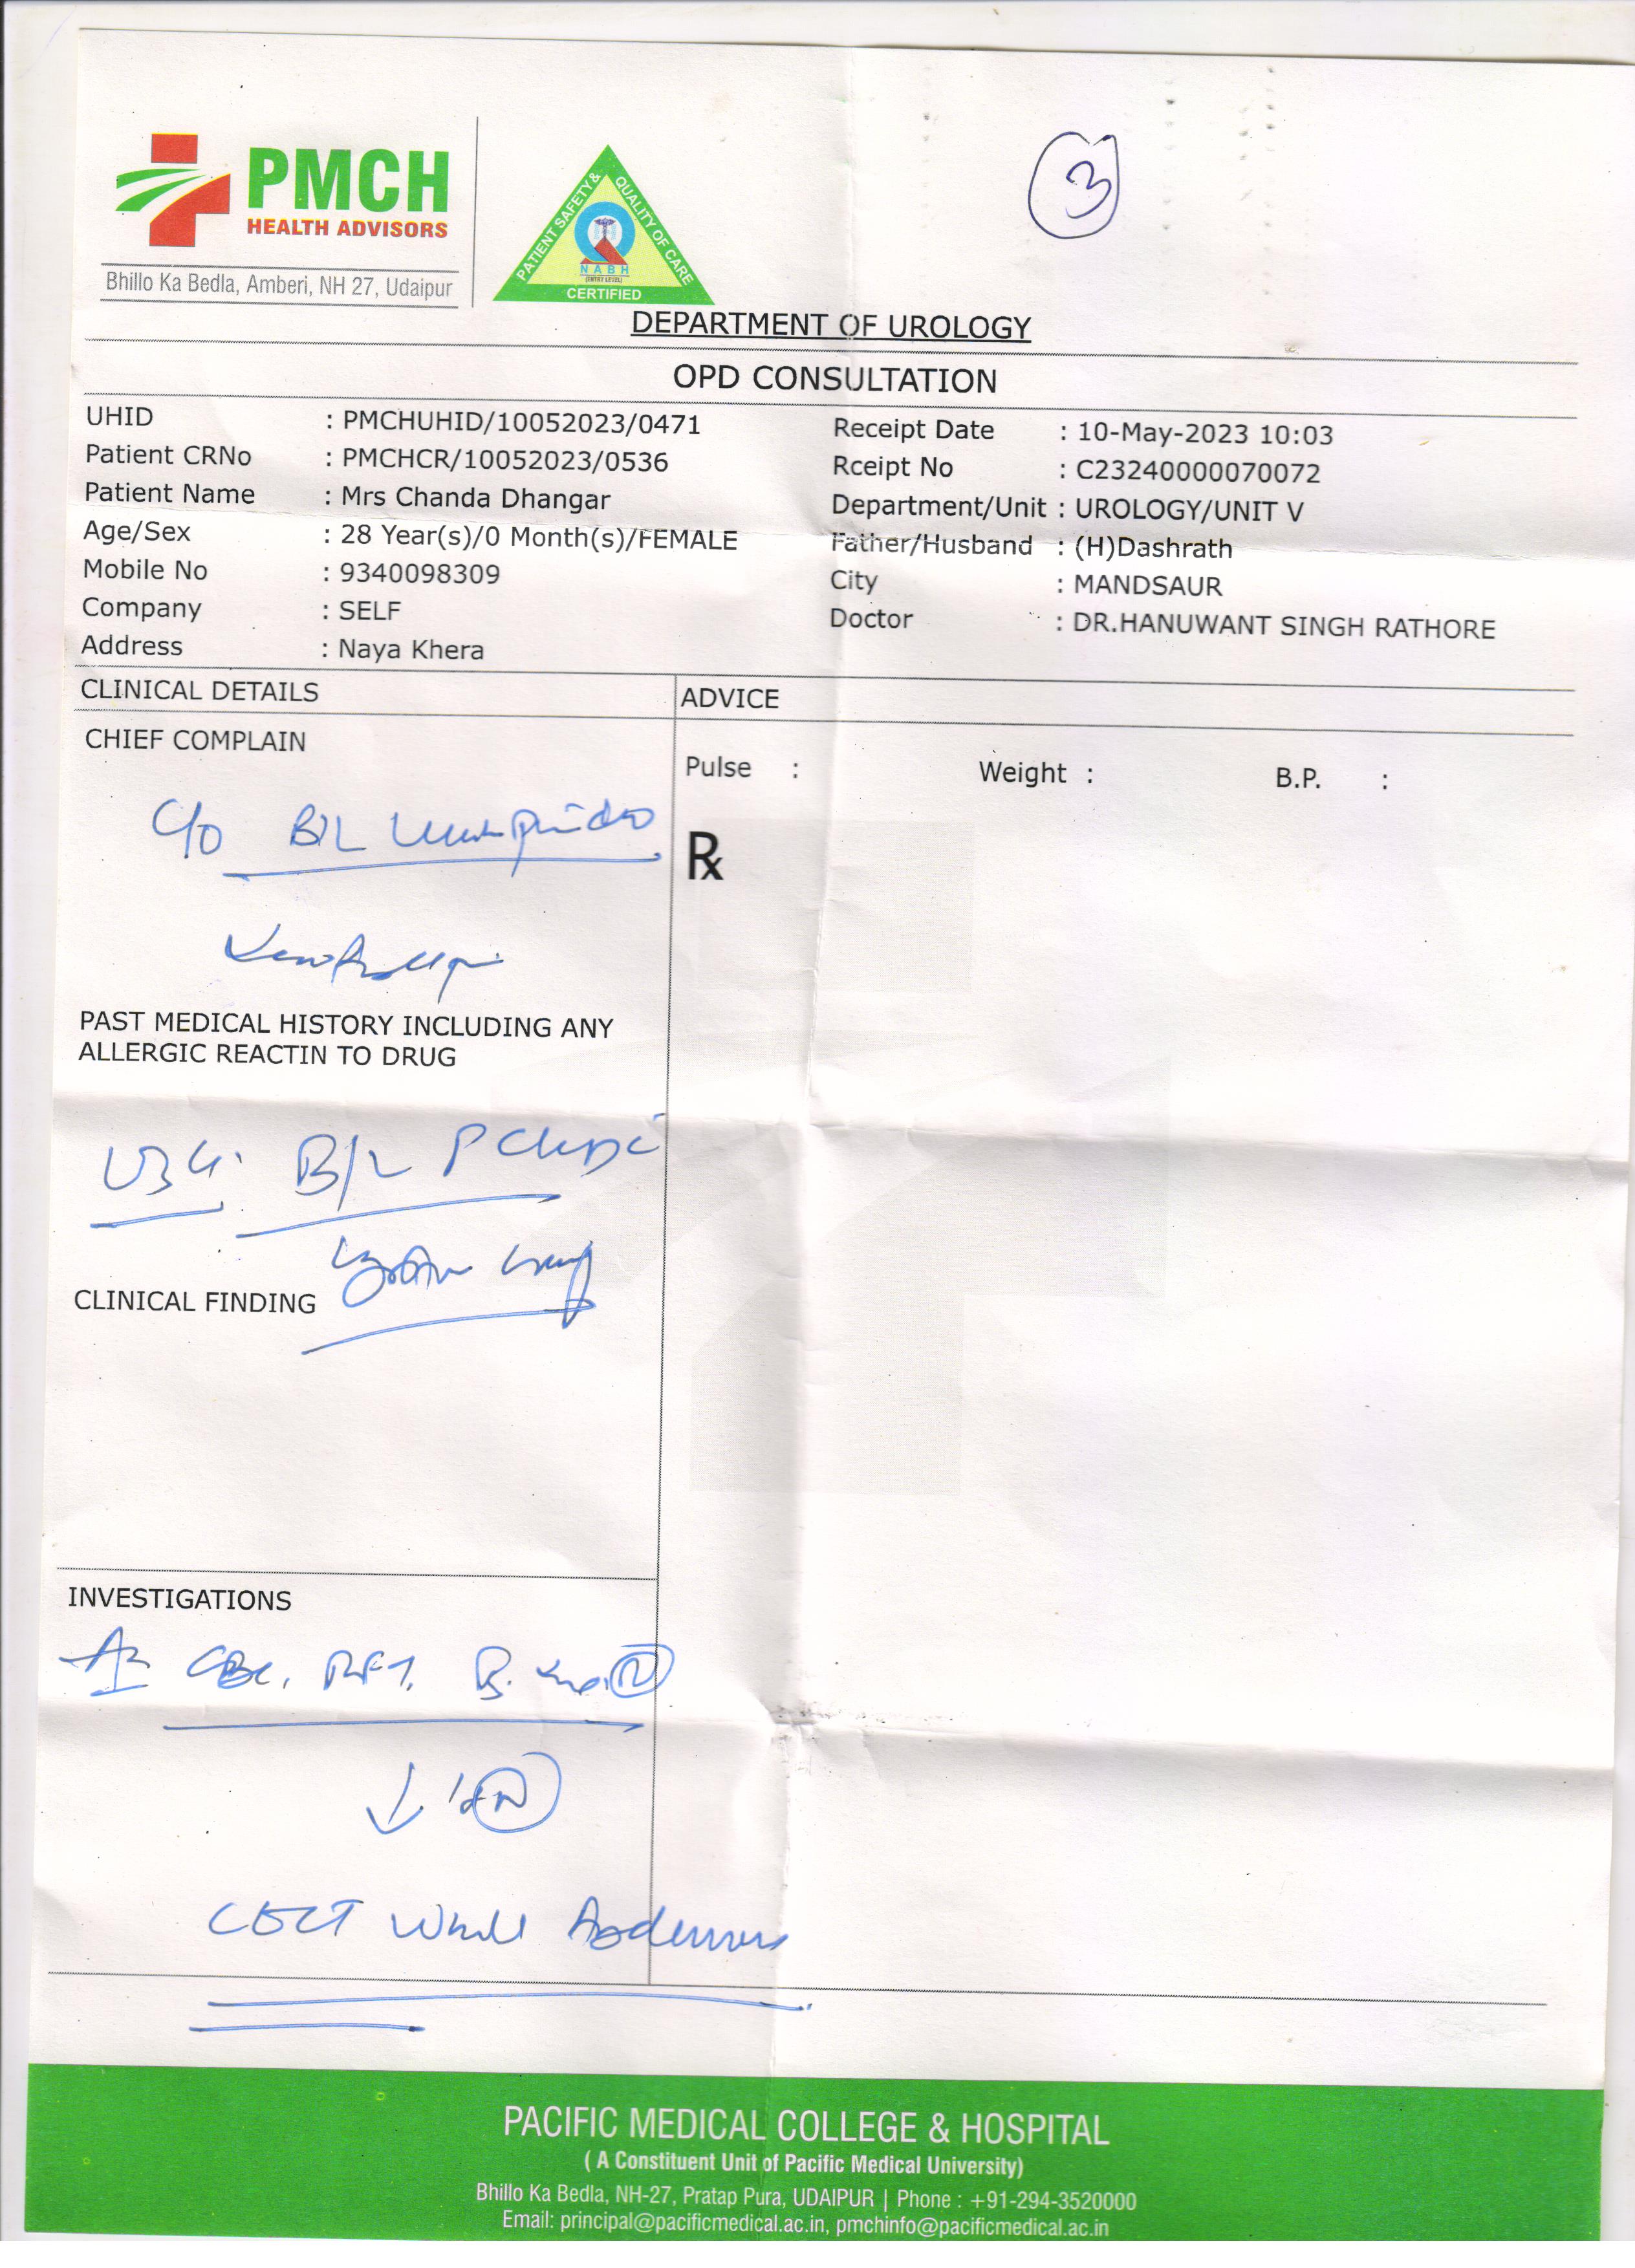 3
PMCH
HEALTH ADVISORS
Bhillo Ka Bedla, Amberi, NH 27, Udaipur
PATIENT SAFETY & QUALITY OF CARE
NABH
(ENTRY LEVEL)
CERTIFIED
DEPARTMENT OF UROLOGY
OPD CONSULTATION
UHID : PMCHUHID/10052023/0471 Receipt Date : 10-May-2023 10:03
Patient CRNo : PMCHCR/10052023/0536 Rceipt No : C23240000070072
Patient Name : Mrs Chanda Dhangar Department/Unit : UROLOGY/UNIT V
Age/Sex : 28 Year(s)/0 Month(s)/FEMALE Father/Husband : (H)Dashrath
Mobile No : 9340098309 City : MANDSAUR
Company : SELF Doctor : DR.HANUWANT SINGH RATHORE
Address : Naya Khera
CLINICAL DETAILS ADVICE
CHIEF COMPLAIN
Pulse : Weight : B.P. :
C/O B/L
Rx
PAST MEDICAL HISTORY INCLUDING ANY
ALLERGIC REACTIN TO DRUG
USG: B/L
CLINICAL FINDING
INVESTIGATIONS
CBC, RFT,
CECT Whole Abdomen
PACIFIC MEDICAL COLLEGE & HOSPITAL
( A Constituent Unit of Pacific Medical University)
Bhillo Ka Bedla, NH-27, Pratap Pura, UDAIPUR | Phone : +91-294-3520000
Email: principal@pacificmedical.ac.in, pmchinfo@pacificmedical.ac.in